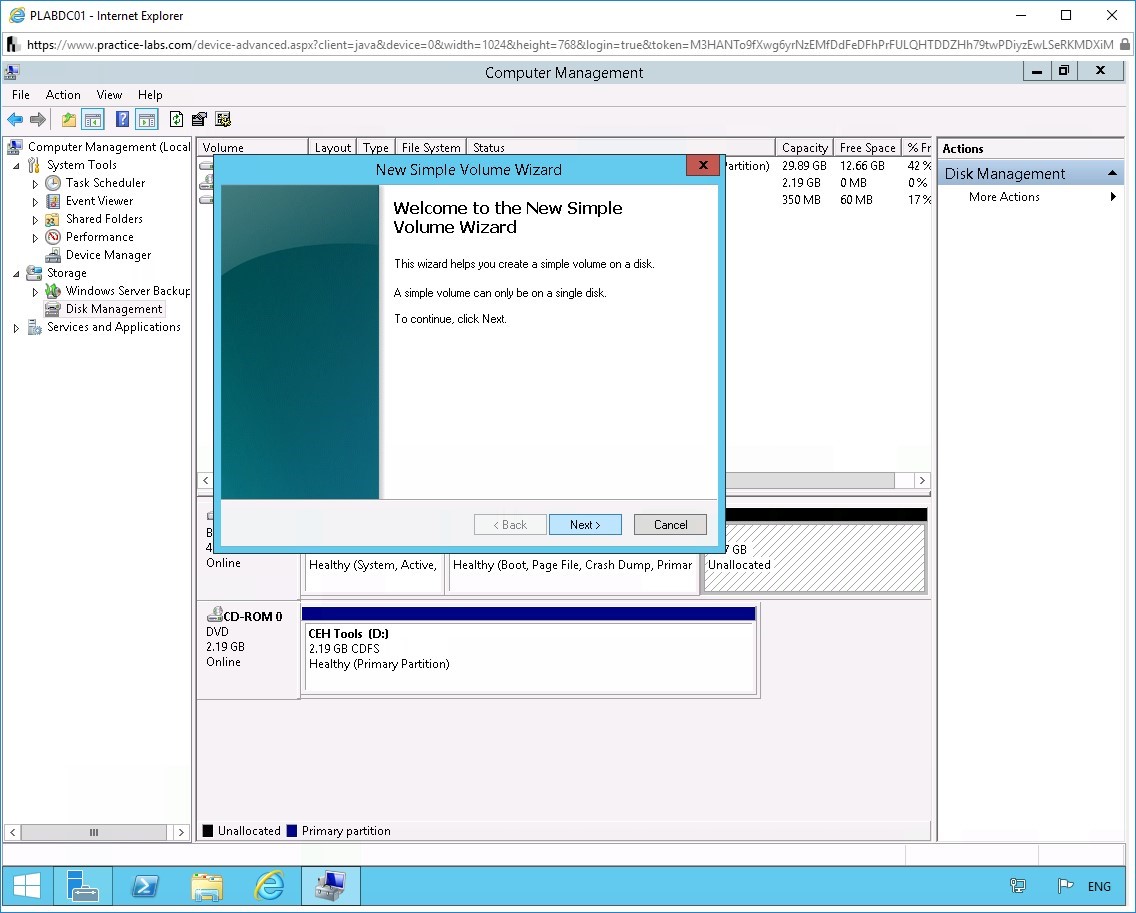 PLABDC01 - Internet Explorer
https://www.practice-labs.com/device-advanced.aspx?client=java&device=0&width=1024&height=768&login=true&token=M3HANTo9fXwg6yrNzEMfDdFeDFhPrFULQHTDDZHh79twPDiyzEwLSeRKMDXiM
Computer Management
File Action View Help
Computer Management (Local
System Tools
Task Scheduler
Event Viewer
Shared Folders
Performance
Device Manager
Storage
Windows Server Backup
Disk Management
Services and Applications
Volume Layout Type File System Status Capacity Free Space % Fr
artition) 29.89 GB 12.66 GB 42 %
2.19 GB 0 MB 0 %
350 MB 60 MB 17 %
Actions
Disk Management
More Actions
New Simple Volume Wizard
Welcome to the New Simple
Volume Wizard
This wizard helps you create a simple volume on a disk.
A simple volume can only be on a single disk.
To continue, click Next.
< Back Next > Cancel
B
4
Online
Healthy (System, Active,
Healthy (Boot, Page File, Crash Dump, Primar
7 GB
Unallocated
CD-ROM 0
DVD
2.19 GB
Online
CEH Tools (D:)
2.19 GB CDFS
Healthy (Primary Partition)
Unallocated Primary partition
ENG